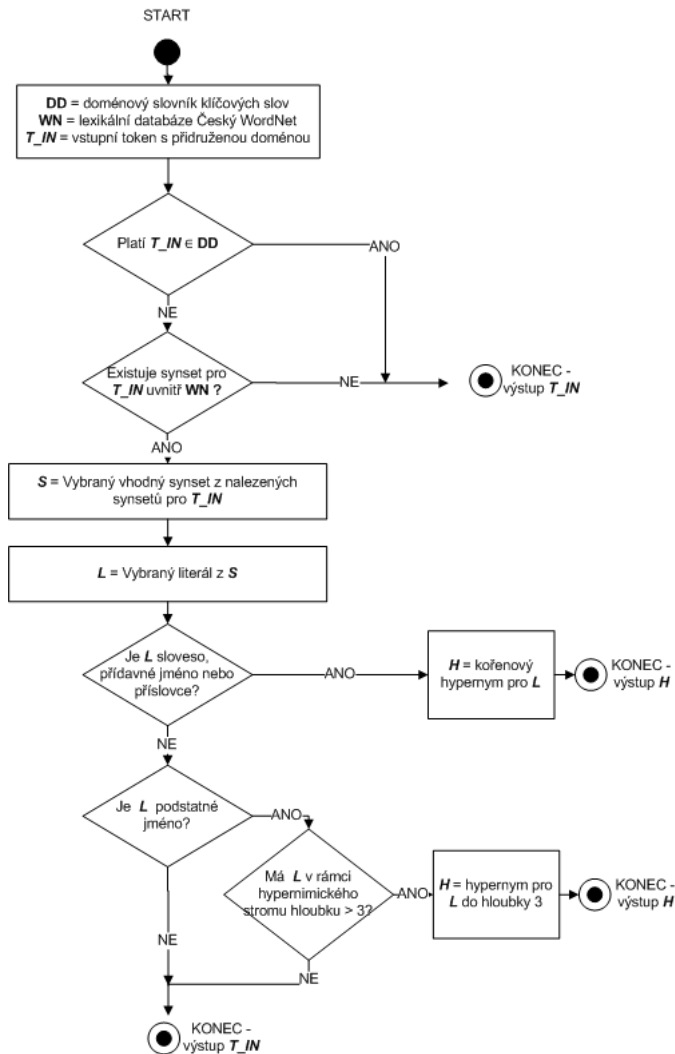 START
DD = doménový slovník klíčových slov
WN = lexikální databáze Český WordNet
T_IN = vstupní token s přidruženou doménou
Platí T_IN ∈ DD
ANO
NE
Existuje synset pro
T_IN uvnitř WN ?
NE
KONEC -
výstup T_IN
ANO
S = Vybraný vhodný synset z nalezených
synsetů pro T_IN
L = Vybraný literál z S
Je L sloveso,
přídavné jméno nebo
příslovce?
ANO
H = kořenový
hypernym pro L
KONEC -
výstup H
NE
Je L podstatné
jméno?
ANO
Má L v rámci
hypernimického
stromu hloubku > 3?
ANO
H = hypernym pro
L do hloubky 3
KONEC -
výstup H
NE
NE
KONEC -
výstup T_IN